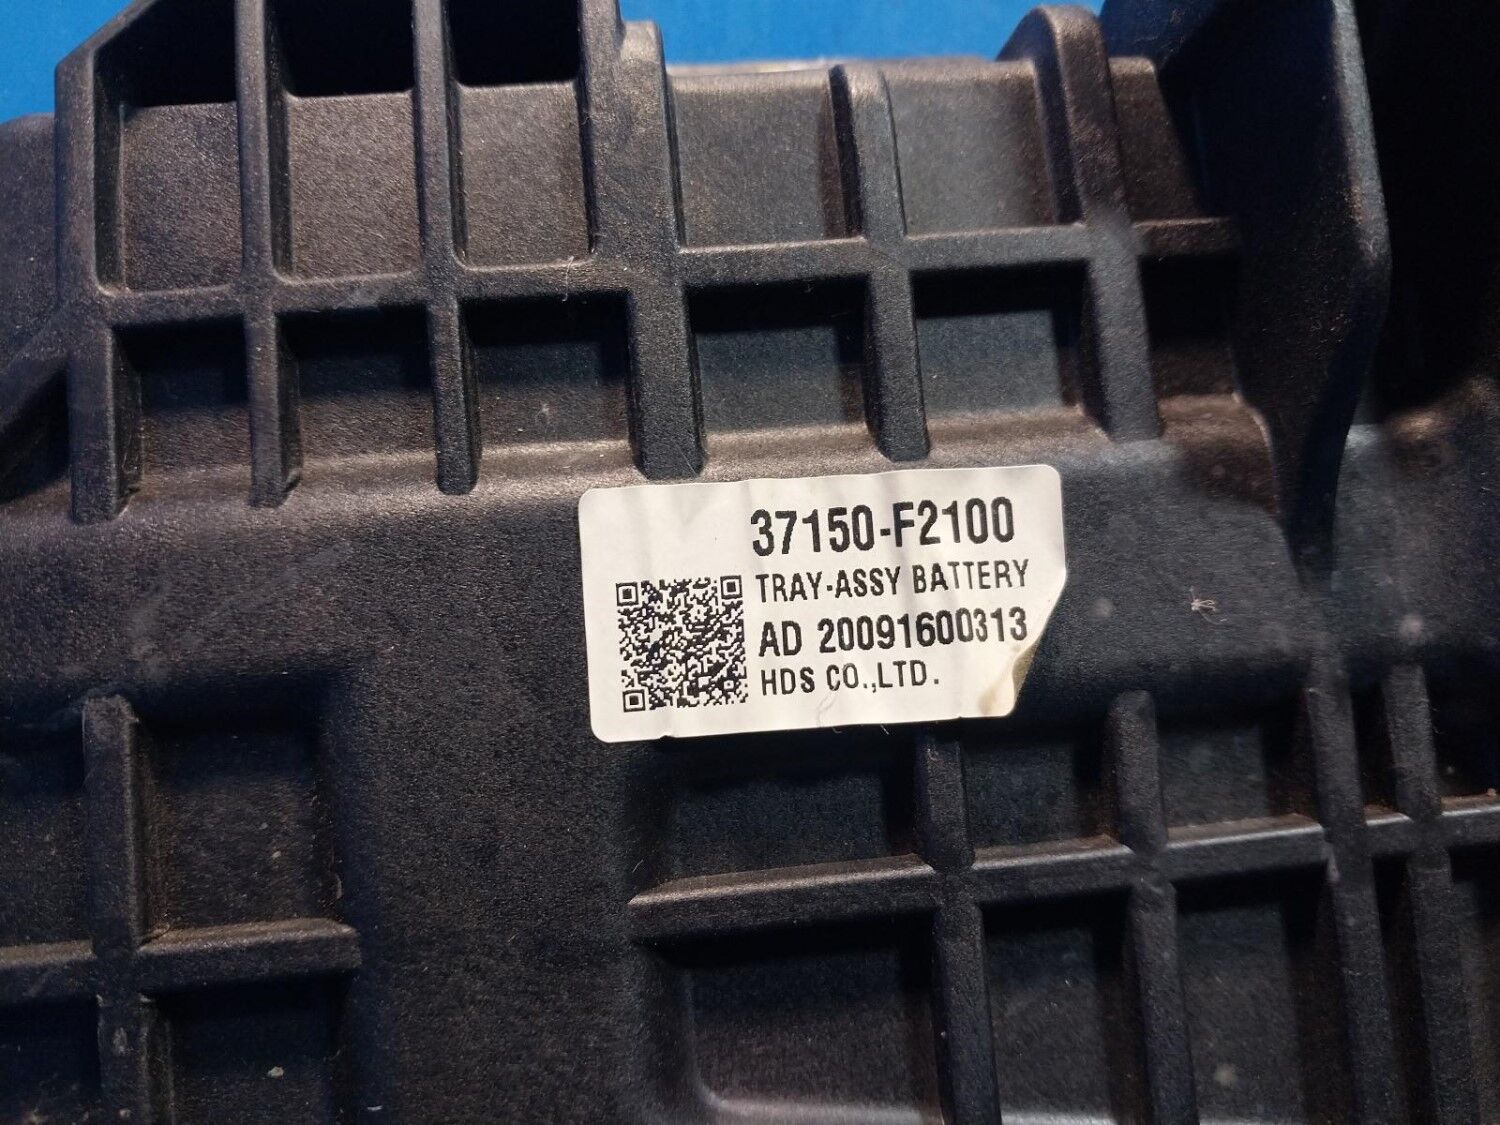 37150-F2100
TRAY-ASSY BATTERY
AD 20091600313
HDS CO.,LTD.